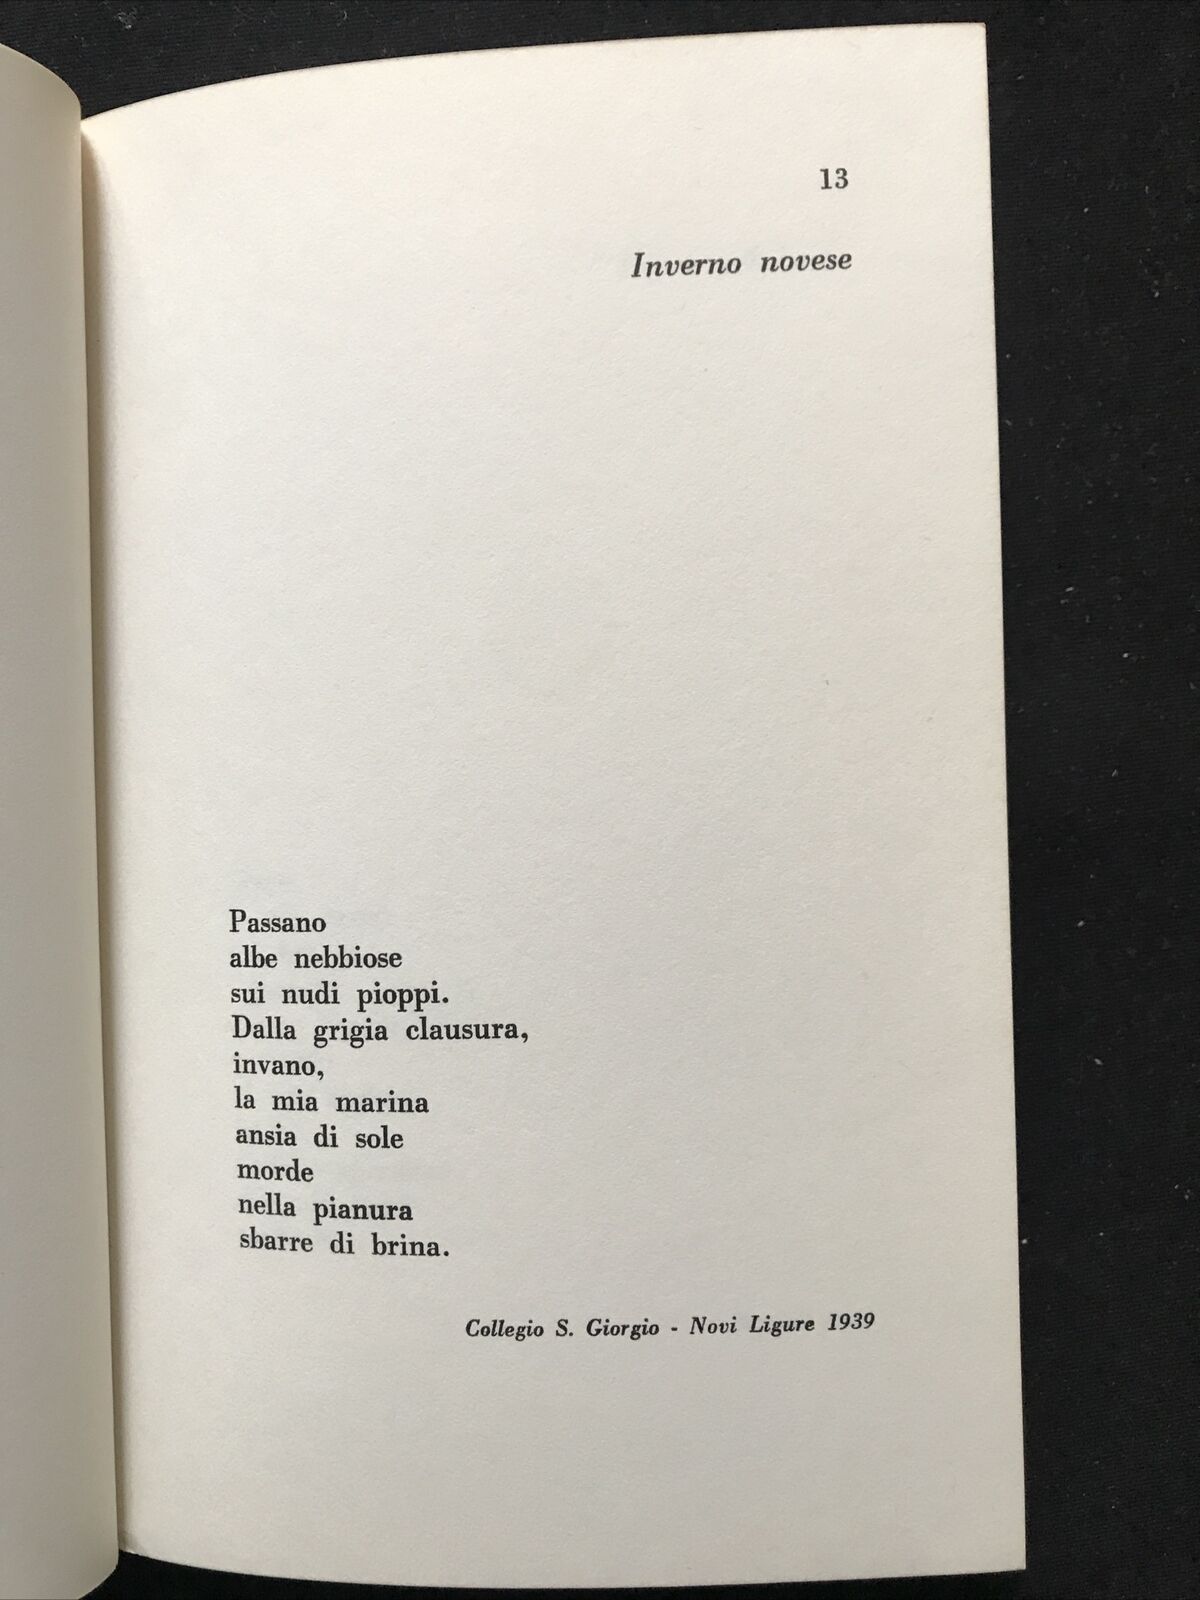 13
Inverno novese
Passano
albe nebbiose
sui nudi pioppi.
Dalla grigia clausura,
invano,
la mia marina
ansia di sole
morde
nella pianura
sbarre di brina.
Collegio S. Giorgio - Novi Ligure 1939